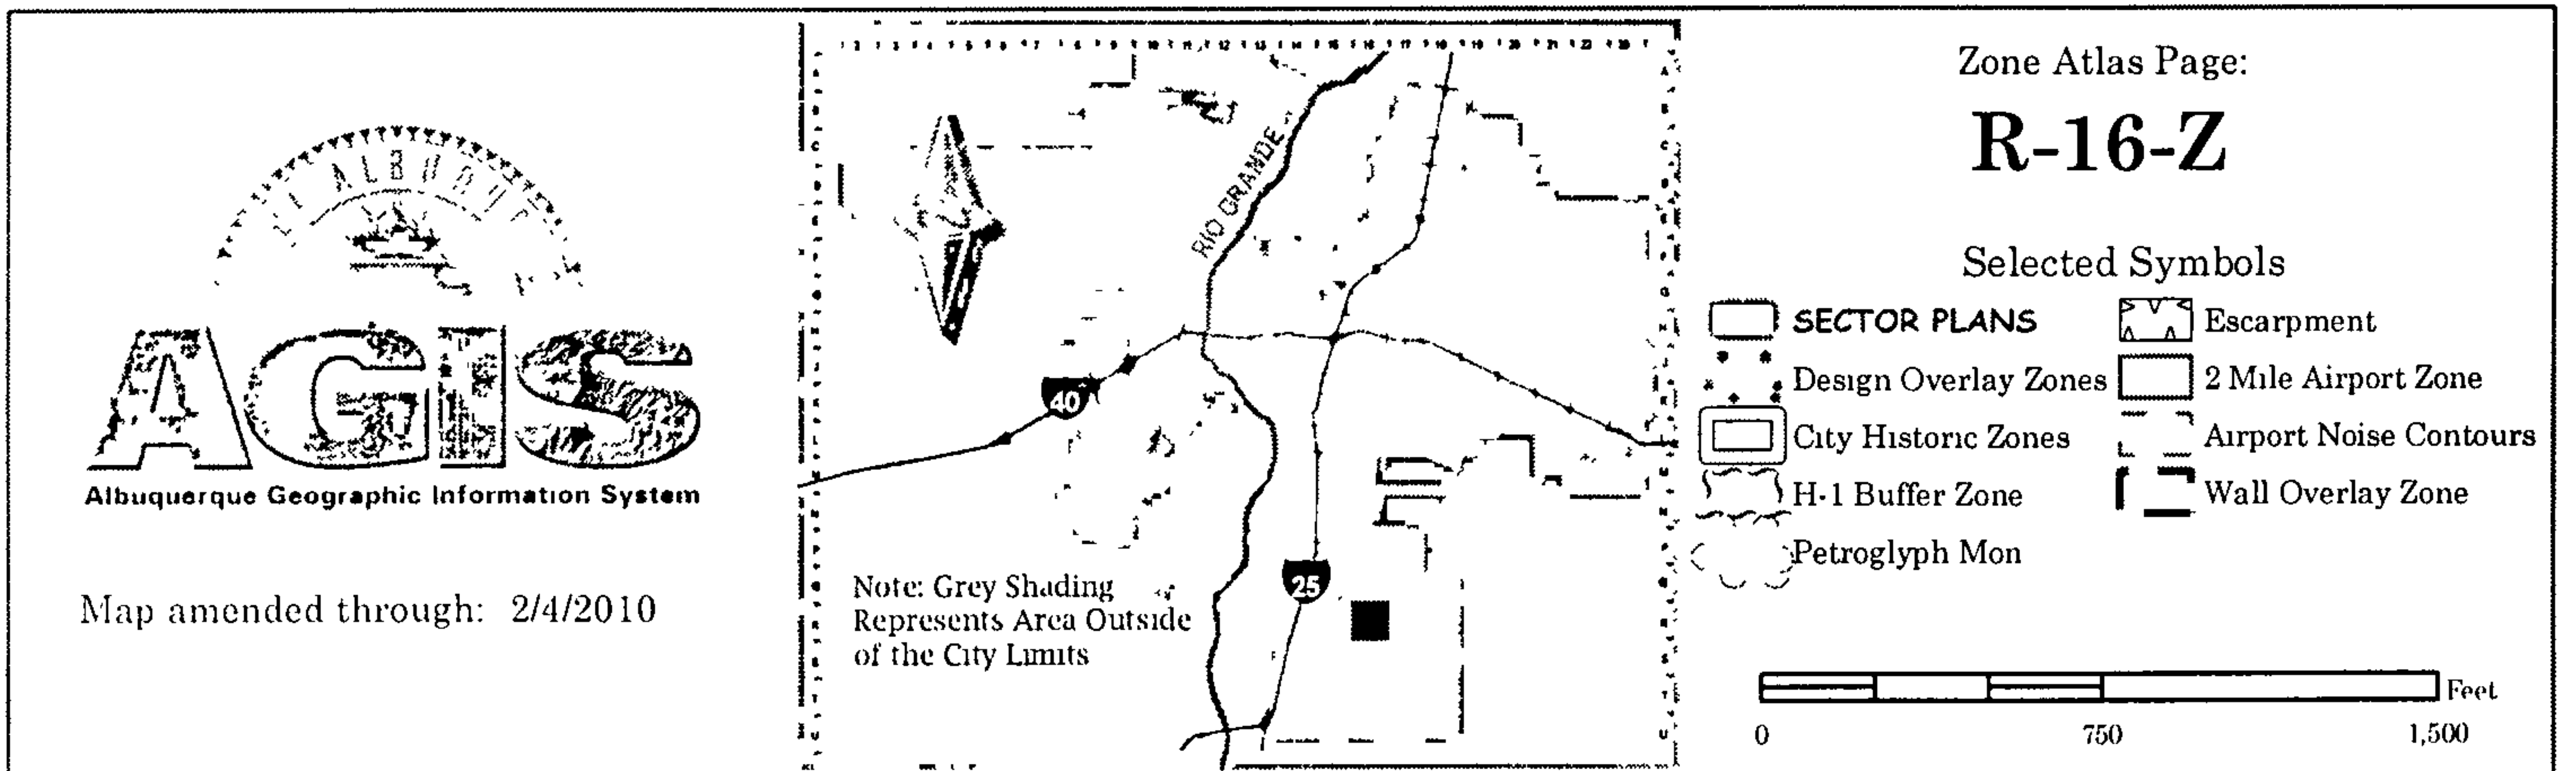 AGIS
Albuquerque Geographic Information System
Map amended through: 2/4/2010
RIO GRANDE
40
25
Note: Grey Shading
Represents Area Outside
of the City Limits
Zone Atlas Page:
R-16-Z
Selected Symbols
SECTOR PLANS
Escarpment
Design Overlay Zones
2 Mile Airport Zone
City Historic Zones
Airport Noise Contours
H-1 Buffer Zone
Wall Overlay Zone
Petroglyph Mon
Feet
0 750 1,500